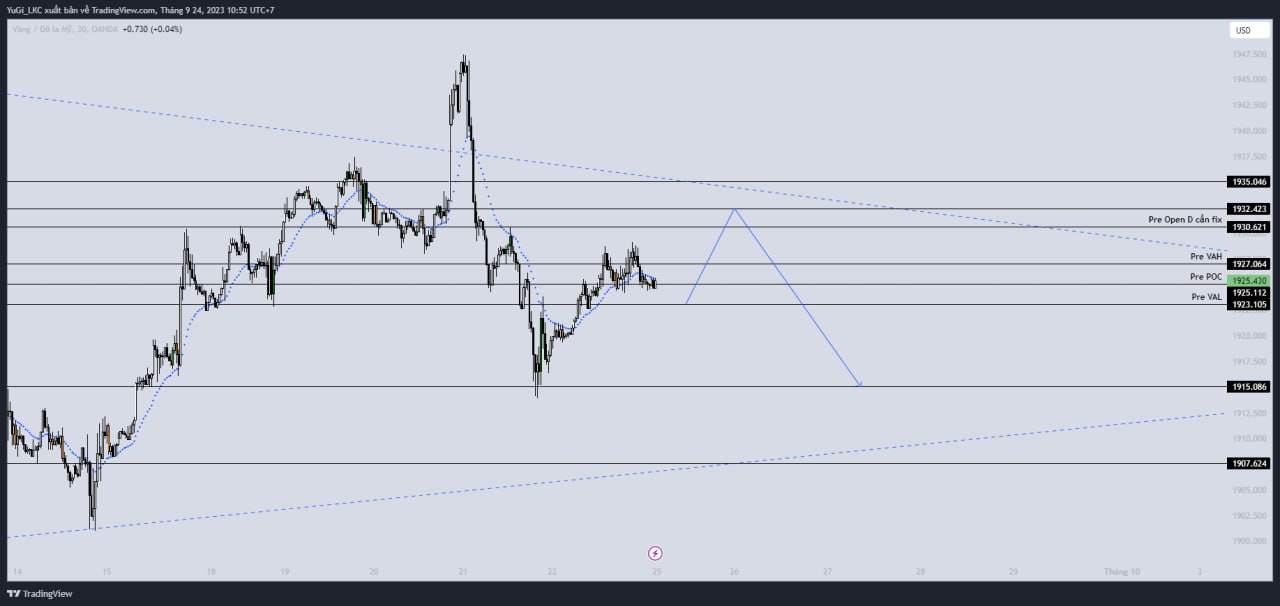 YuGi_LKC xuất bản về TradingView.com, Tháng 9 24, 2023 10:52 UTC+7
Vàng / Đô la Mỹ, 30, OANDA +0.730 (+0.04%)
USD
1947.500
1945.000
1942.500
1940.000
1937.500
1935.046
1932.423
Pre Open D cần fix
1930.621
Pre VAH
1927.064
Pre POC
1925.430
1925.112
Pre VAL
1923.105
1920.000
1917.500
1915.086
1912.500
1910.000
1907.624
1905.000
1902.500
1900.000
14 15 18 19 20 21 22 25 26 27 28 29 Tháng 10 3
TradingView